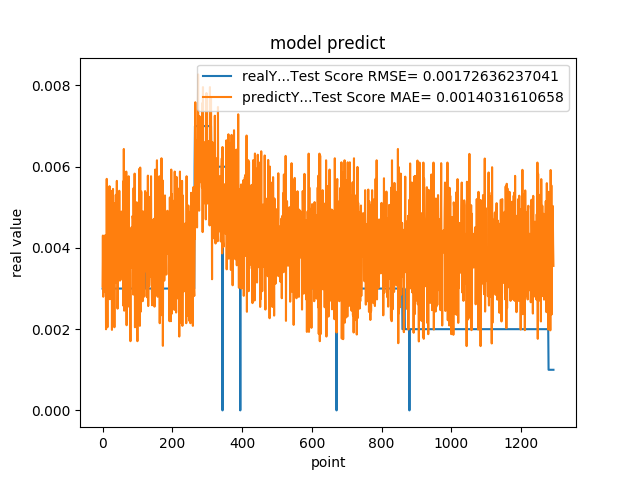 model predict
realY...Test Score RMSE= 0.00172636237041
predictY...Test Score MAE= 0.0014031610658
0.008
0.006
0.004
0.002
0.000
real value
0 200 400 600 800 1000 1200
point